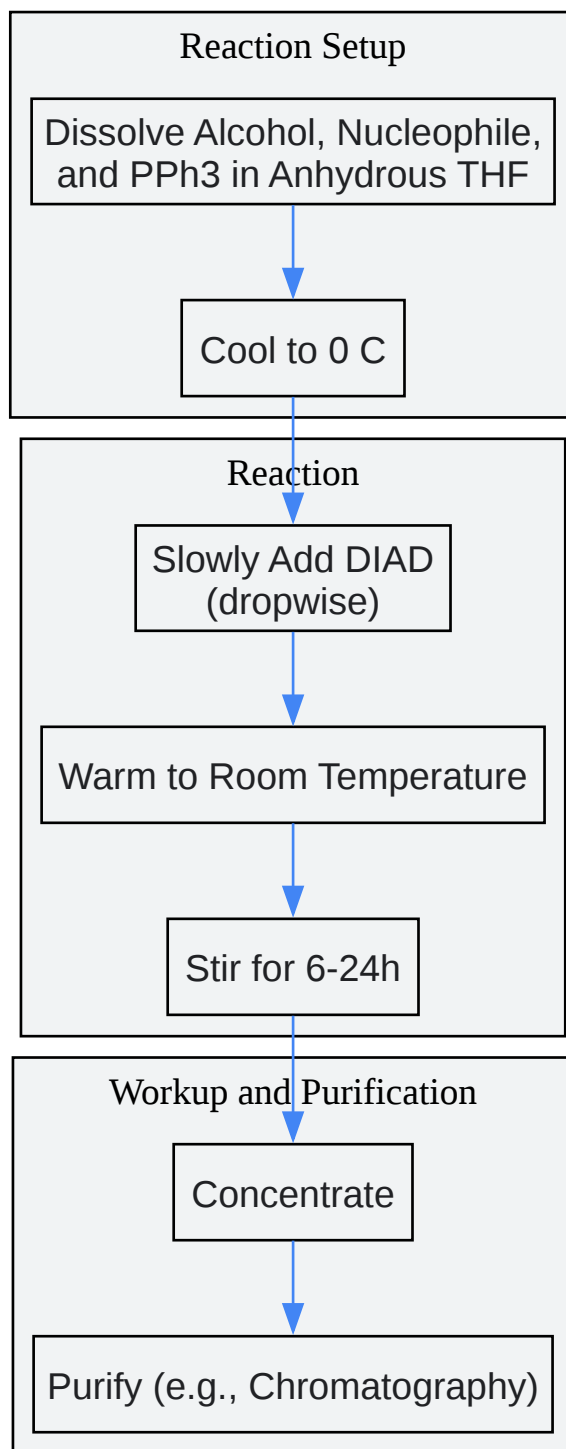 Reaction Setup
Dissolve Alcohol, Nucleophile,
and PPh3 in Anhydrous THF
Cool to 0 C
Reaction
Slowly Add DIAD
(dropwise)
Warm to Room Temperature
Stir for 6-24h
Workup and Purification
Concentrate
Purify (e.g., Chromatography)